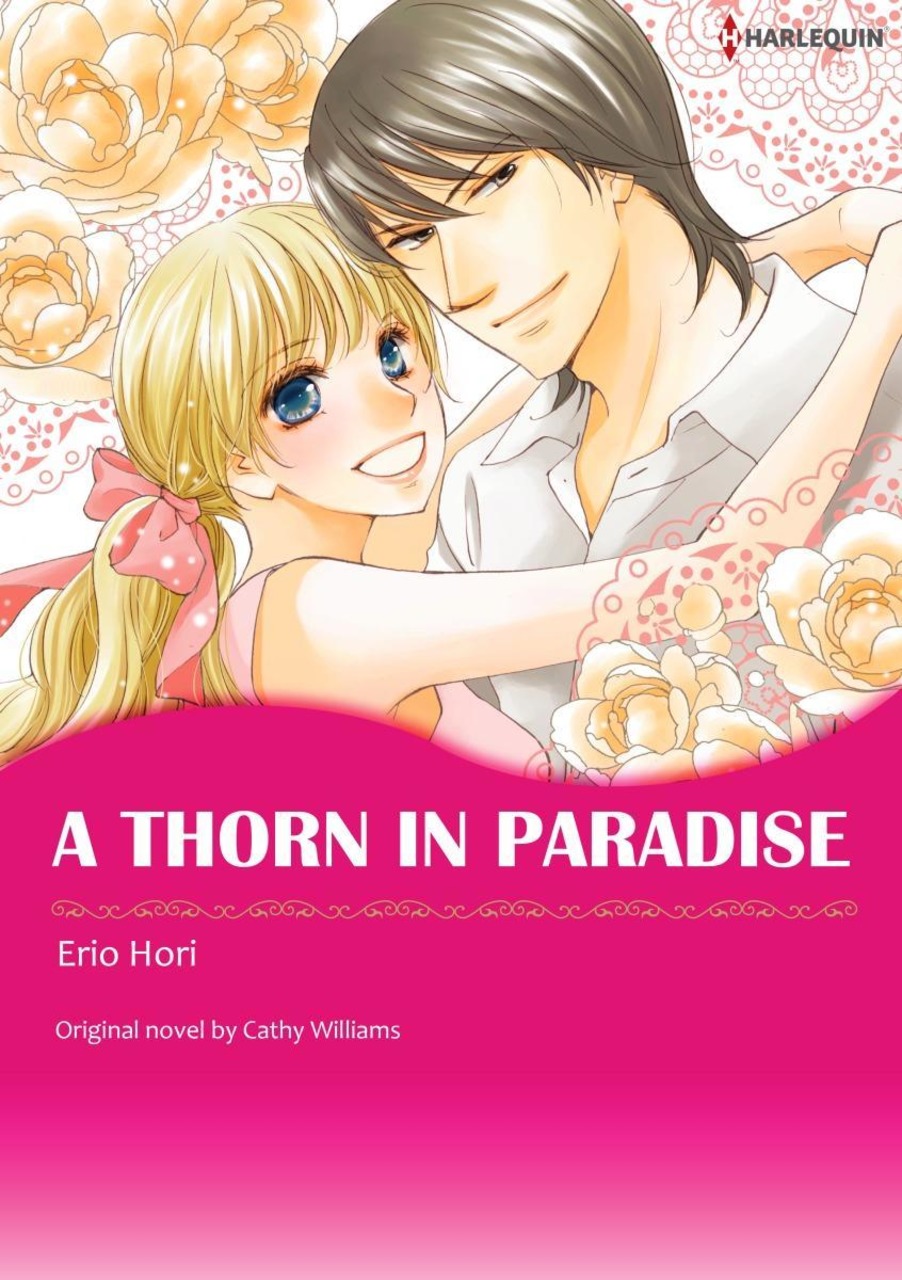 H HARLEQUIN
A THORN IN PARADISE
Erio Hori
Original novel by Cathy Williams